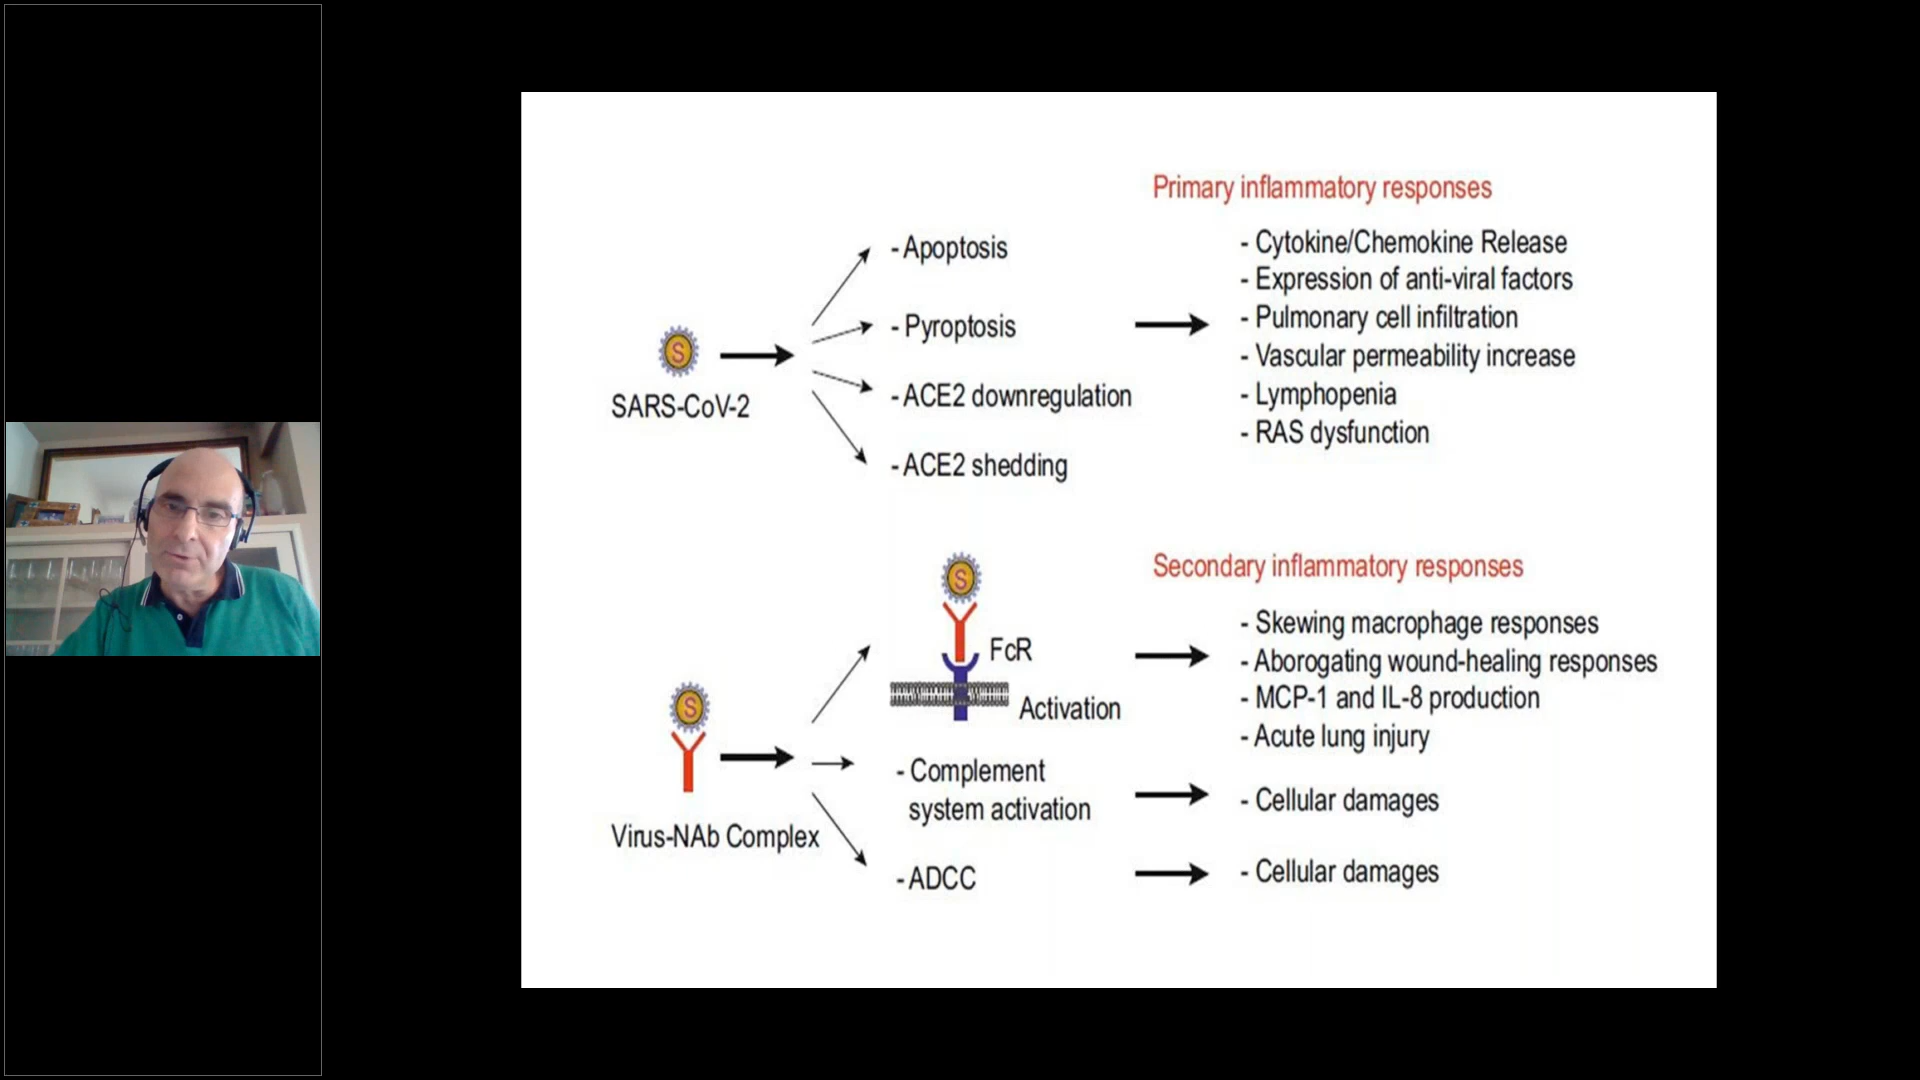 Primary inflammatory responses
- Apoptosis
- Pyroptosis
- ACE2 downregulation
- ACE2 shedding
S
SARS-CoV-2
- Cytokine/Chemokine Release
- Expression of anti-viral factors
- Pulmonary cell infiltration
- Vascular permeability increase
- Lymphopenia
- RAS dysfunction
Secondary inflammatory responses
S
FcR
Activation
S
Virus-NAb Complex
- Complement
system activation
- ADCC
- Skewing macrophage responses
- Aborogating wound-healing responses
- MCP-1 and IL-8 production
- Acute lung injury
- Cellular damages
- Cellular damages